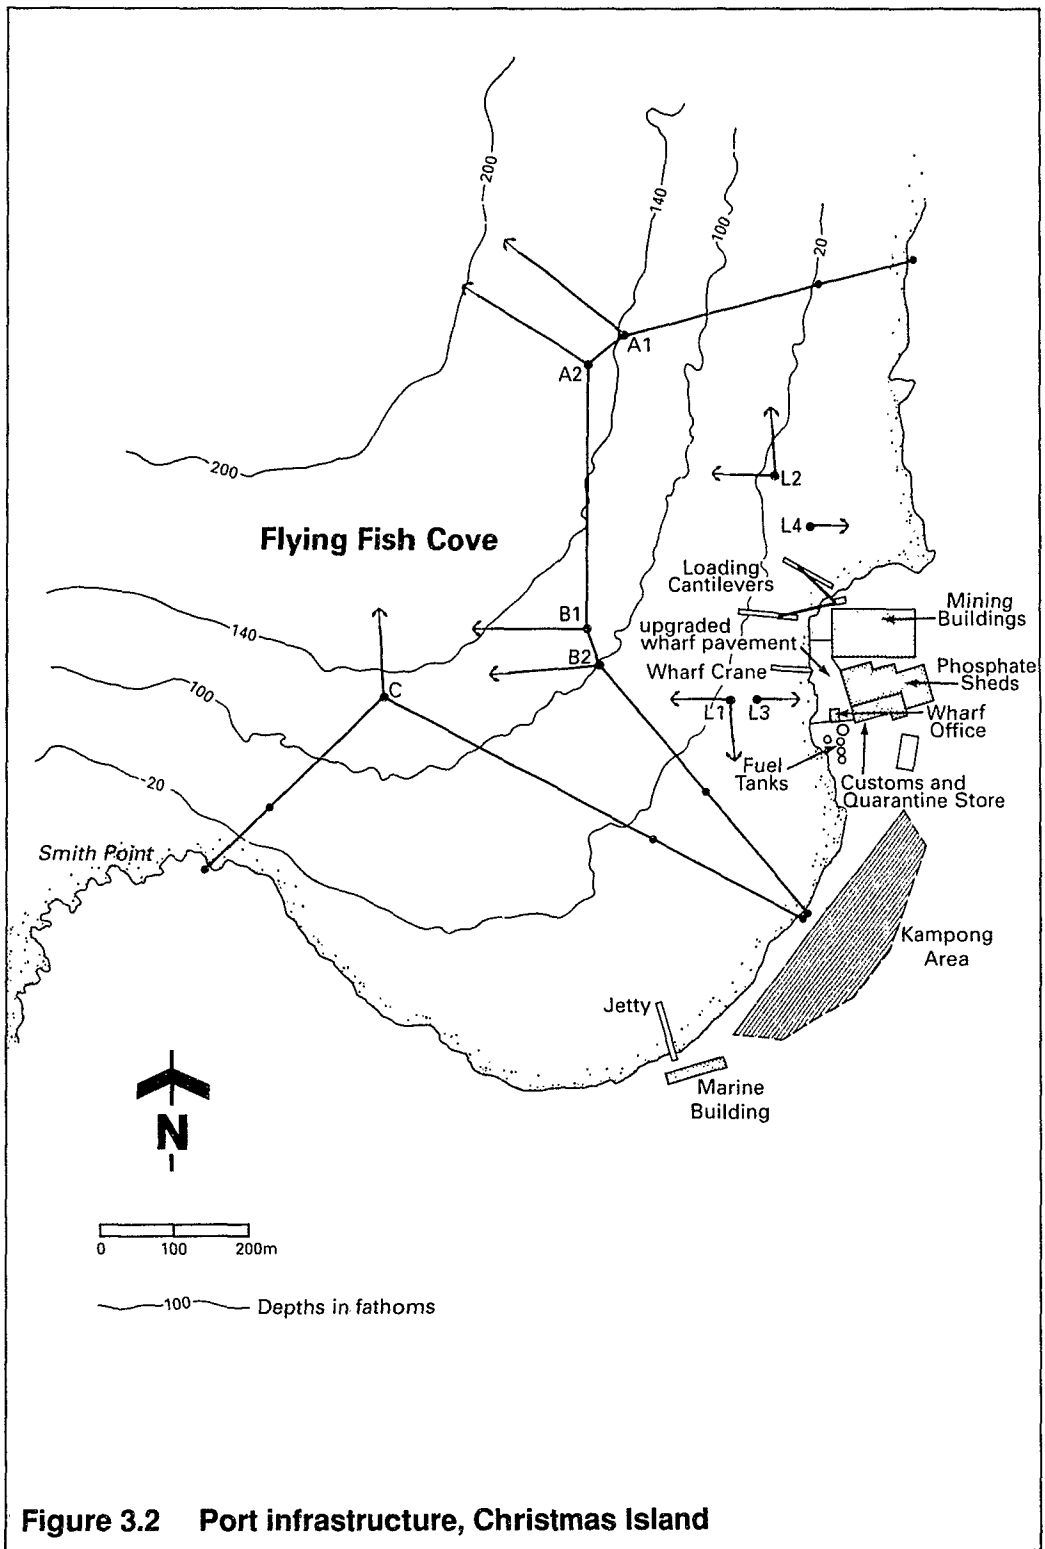 200
140
100
20
A1
A2
200
L2
L4
Flying Fish Cove
Loading
Cantilevers
Mining
Buildings
B1
upgraded
wharf pavement
140
B2
Wharf Crane
Phosphate
Sheds
C
100
L1
L3
Wharf
Office
Fuel
Tanks
20
Customs and
Quarantine Store
Smith Point
Kampong
Area
Jetty
Marine
Building
N
0 100 200m
100 Depths in fathoms
Figure 3.2 Port infrastructure, Christmas Island